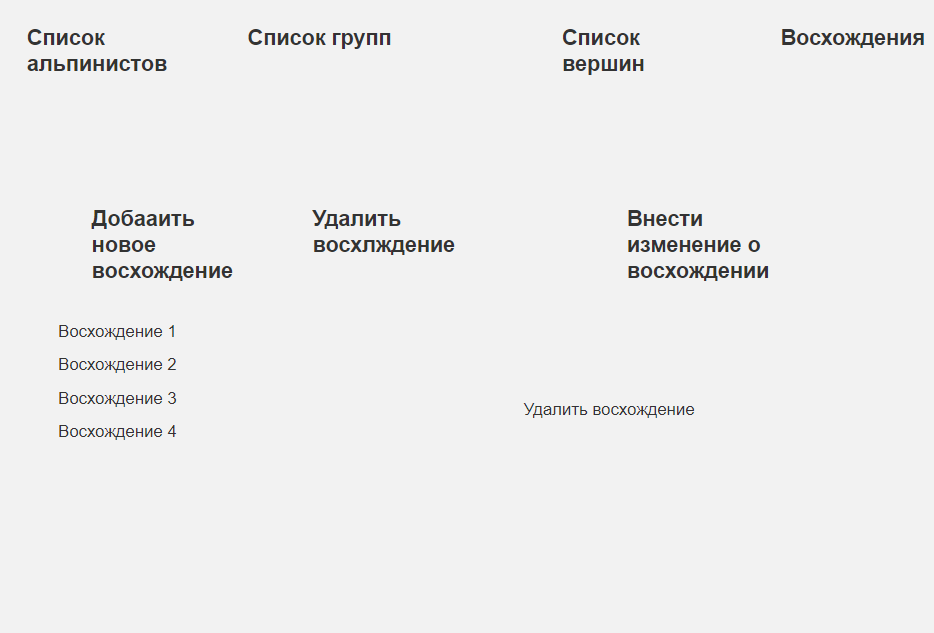 Список
альпинистов
Список групп
Список
вершин
Восхождения
Добааить
новое
восхождение
Удалить
восхлждение
Внести
изменение о
восхождении
Восхождение 1
Восхождение 2
Восхождение 3
Восхождение 4
Удалить восхождение